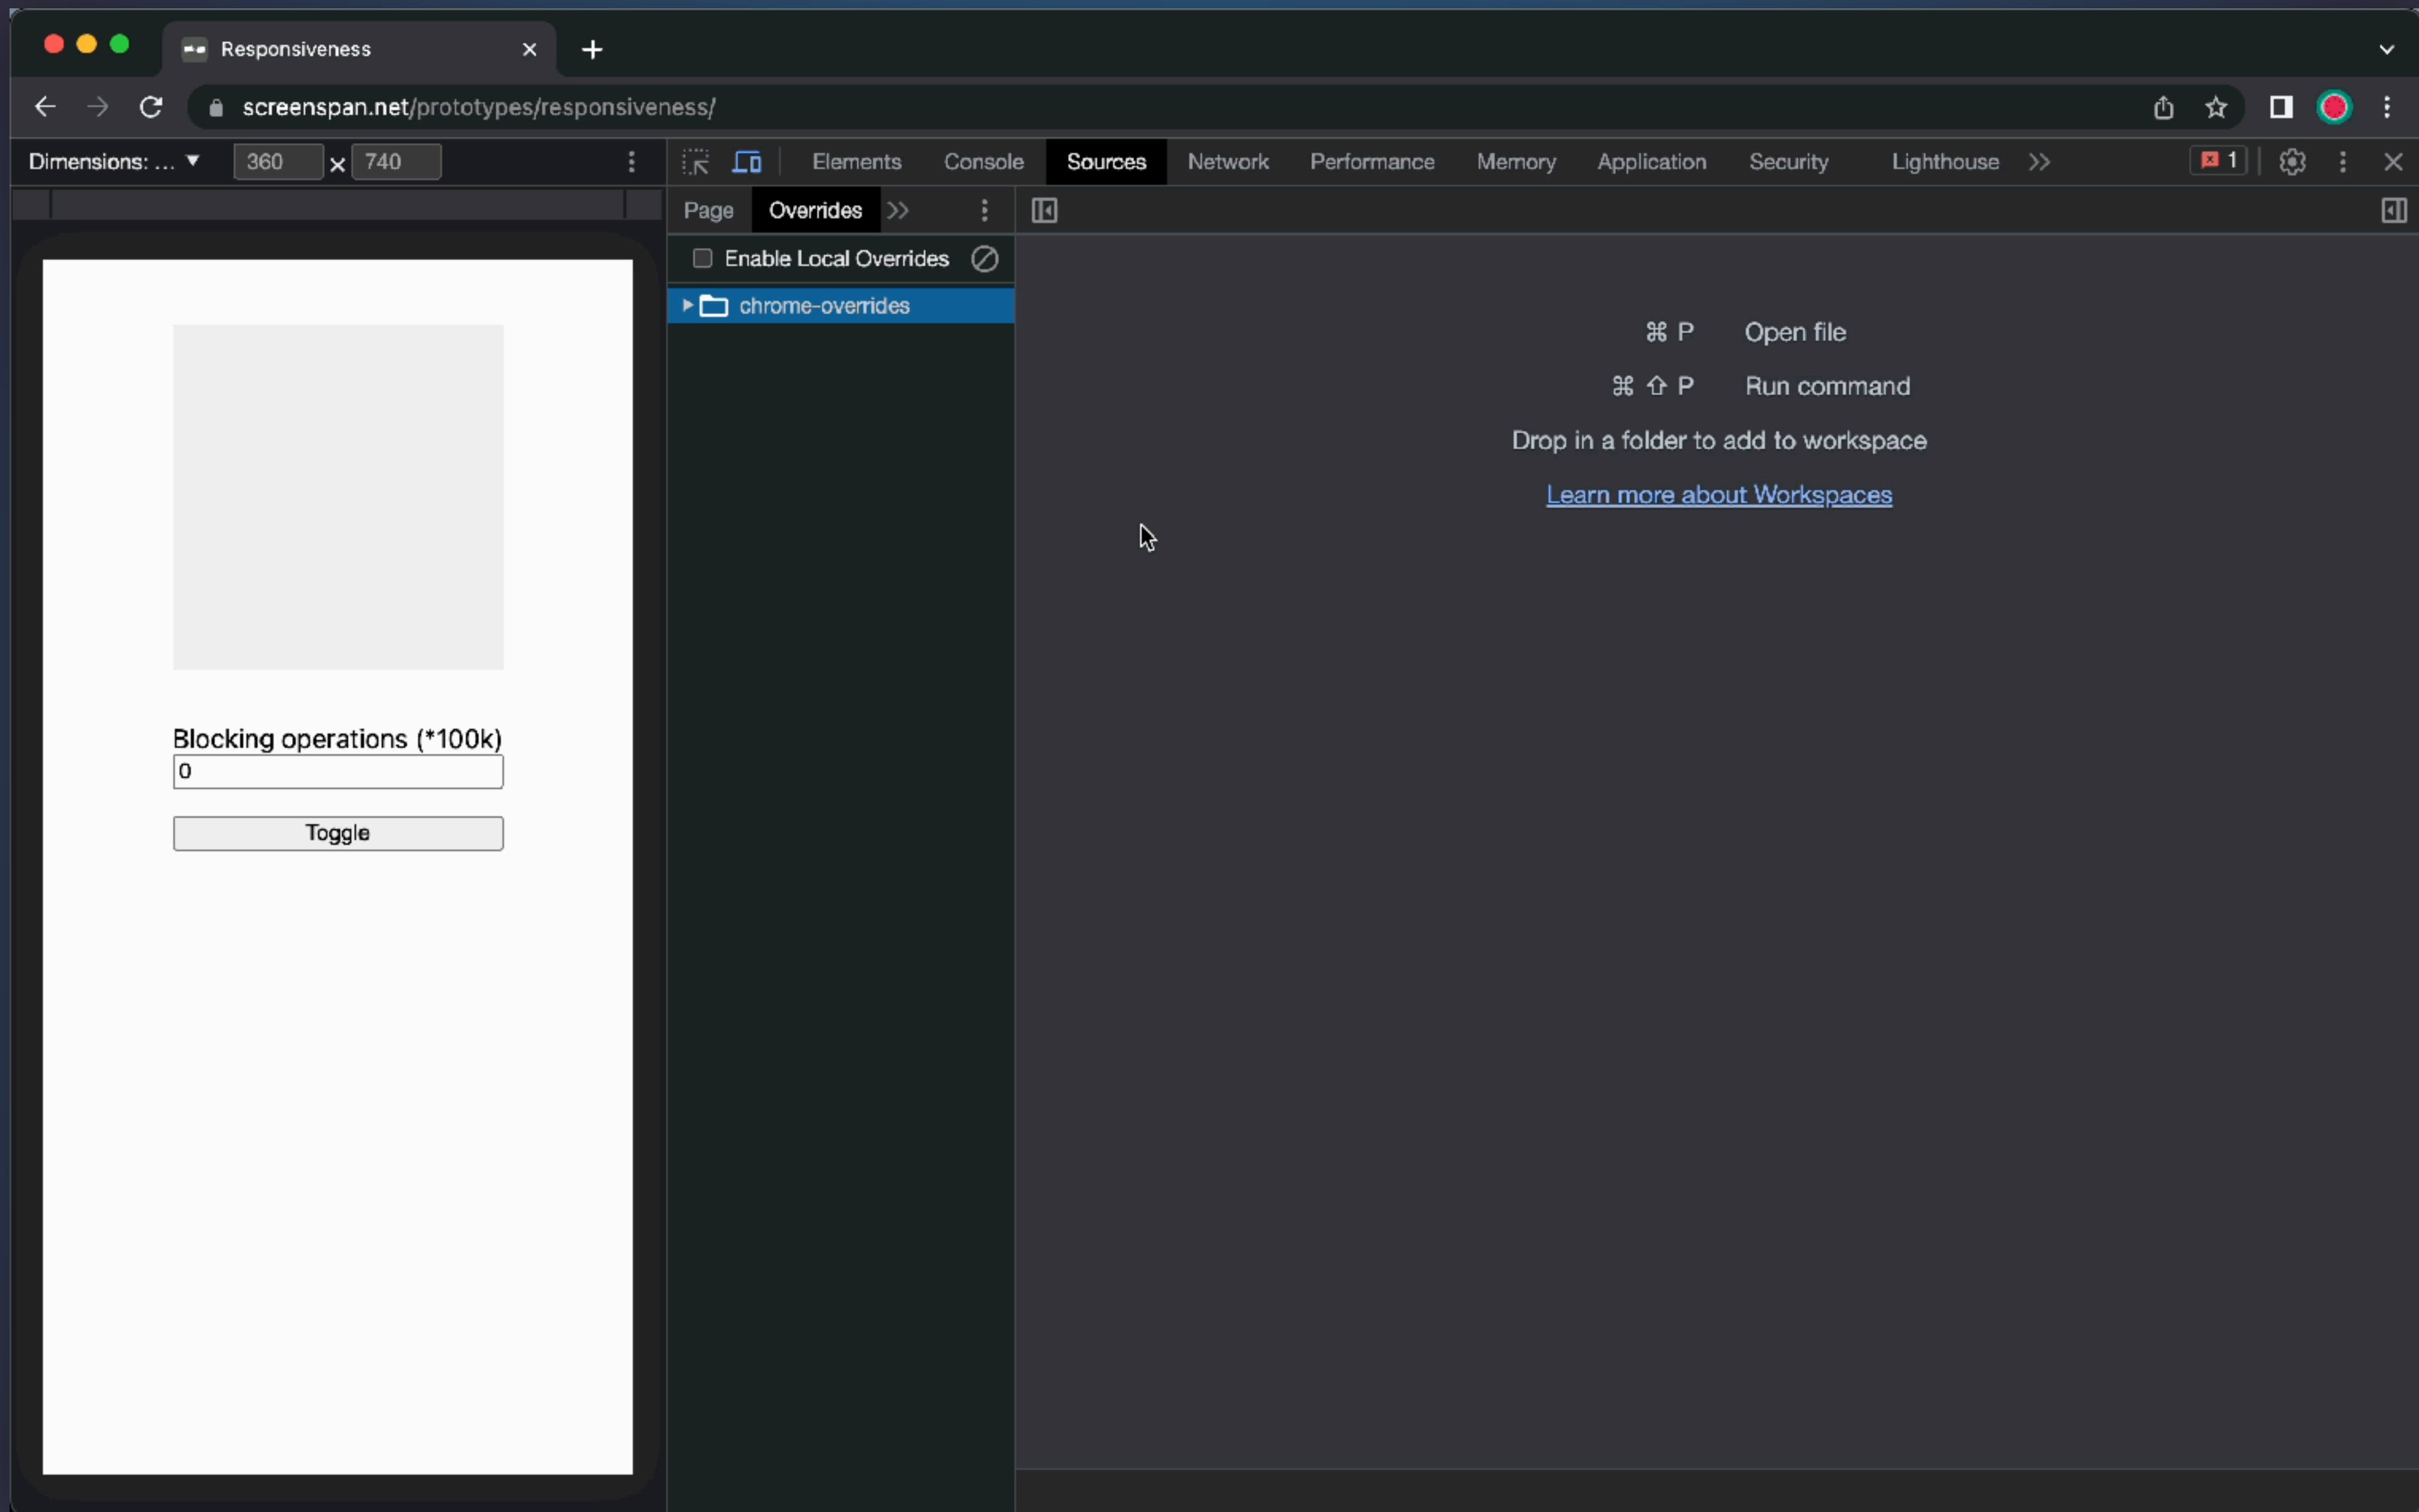 Responsiveness
screenspan.net/prototypes/responsiveness/
Dimensions: ... 360 x 740
Elements Console Sources Network Performance Memory Application Security Lighthouse 1
Page Overrides
Enable Local Overrides
chrome-overrides
⌘ P Open file
⌘ ⇧ P Run command
Drop in a folder to add to workspace
Learn more about Workspaces
Blocking operations (*100k)
0
Toggle